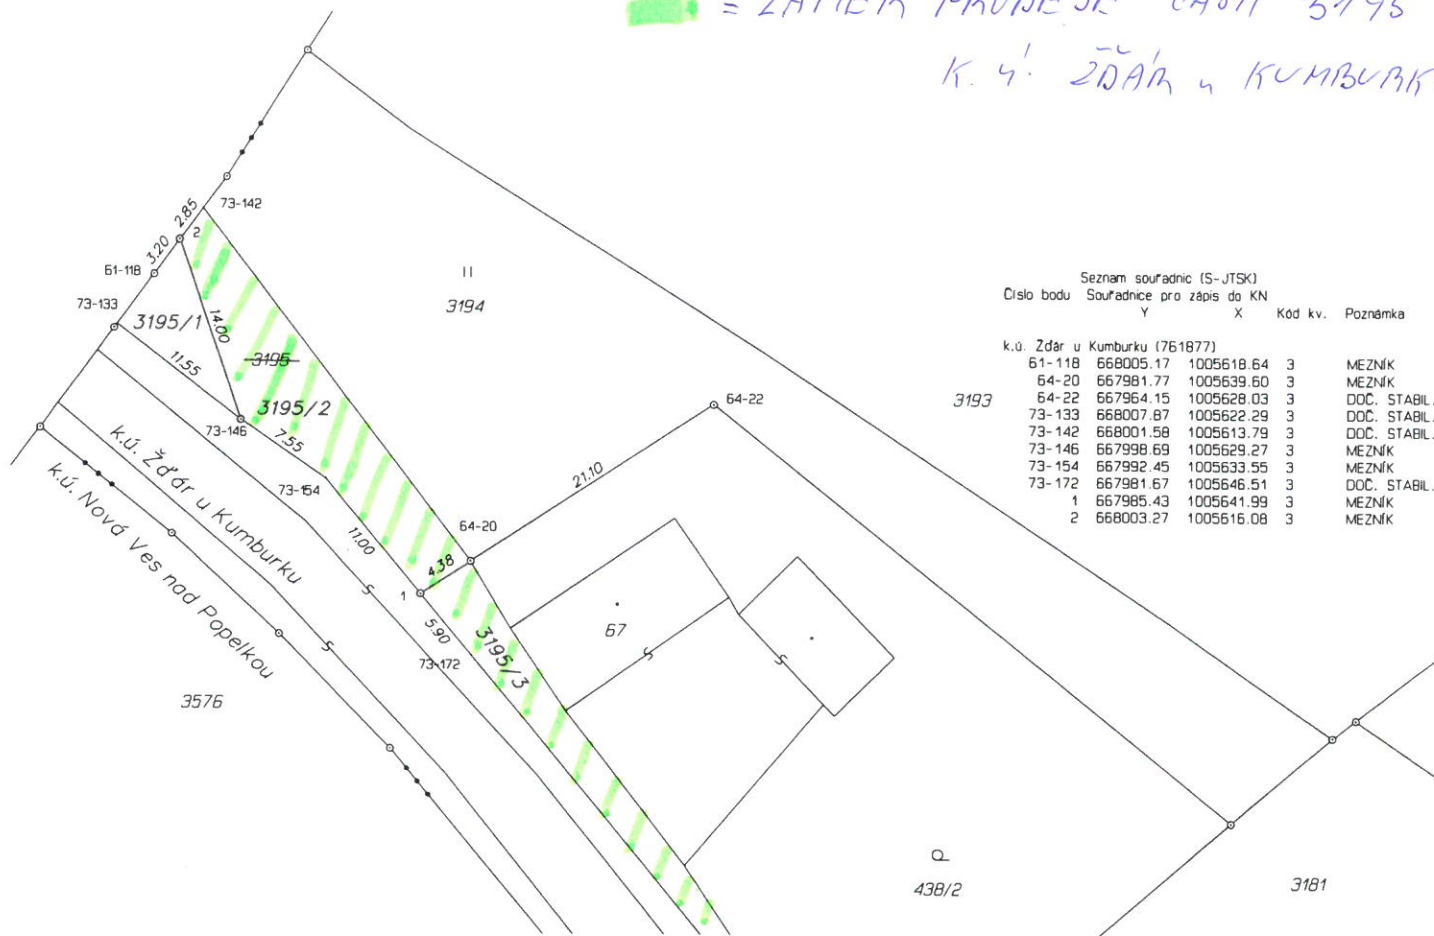 = ZÁMĚR PRODEJE ČÁSTI 3195
K. Ú. ŽĎÁR u KUMBURK
73-142
2.85
2
3.20
61-118
73-133
3195/1
14.00
11.55
3195
3195/2
73-146
7.55
73-154
11.00
64-20
4.38
1
5.90
73-172
3195/3
3194
21.10
64-22
67
k.ú. Žďár u Kumburku
k.ú. Nová Ves nad Popelkou
3576
3193
438/2
3181
Seznam souřadnic (S-JTSK)
Číslo bodu Souřadnice pro zápis do KN
Y X Kód kv. Poznámka
k.ú. Žďár u Kumburku (761877)
61-118 668005.17 1005618.64 3 MEZNÍK
64-20 667981.77 1005639.60 3 MEZNÍK
64-22 667964.15 1005628.03 3 DOČ. STABIL.
73-133 668007.87 1005622.29 3 DOČ. STABIL.
73-142 668001.58 1005613.79 3 DOČ. STABIL.
73-146 667998.69 1005629.27 3 MEZNÍK
73-154 667992.45 1005633.55 3 MEZNÍK
73-172 667981.67 1005646.51 3 DOČ. STABIL.
1 667985.43 1005641.99 3 MEZNÍK
2 668003.27 1005616.08 3 MEZNÍK